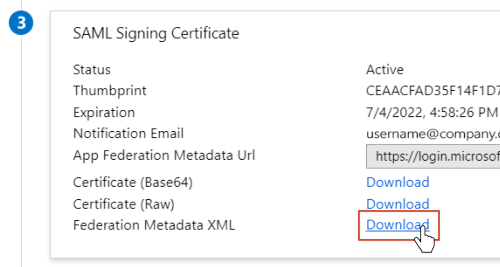 3
SAML Signing Certificate
Status Active
Thumbprint CEAACFAD35F14F1D7
Expiration 7/4/2022, 4:58:26 PM
Notification Email username@company.c
App Federation Metadata Url https://login.microsof
Certificate (Base64) Download
Certificate (Raw) Download
Federation Metadata XML Download